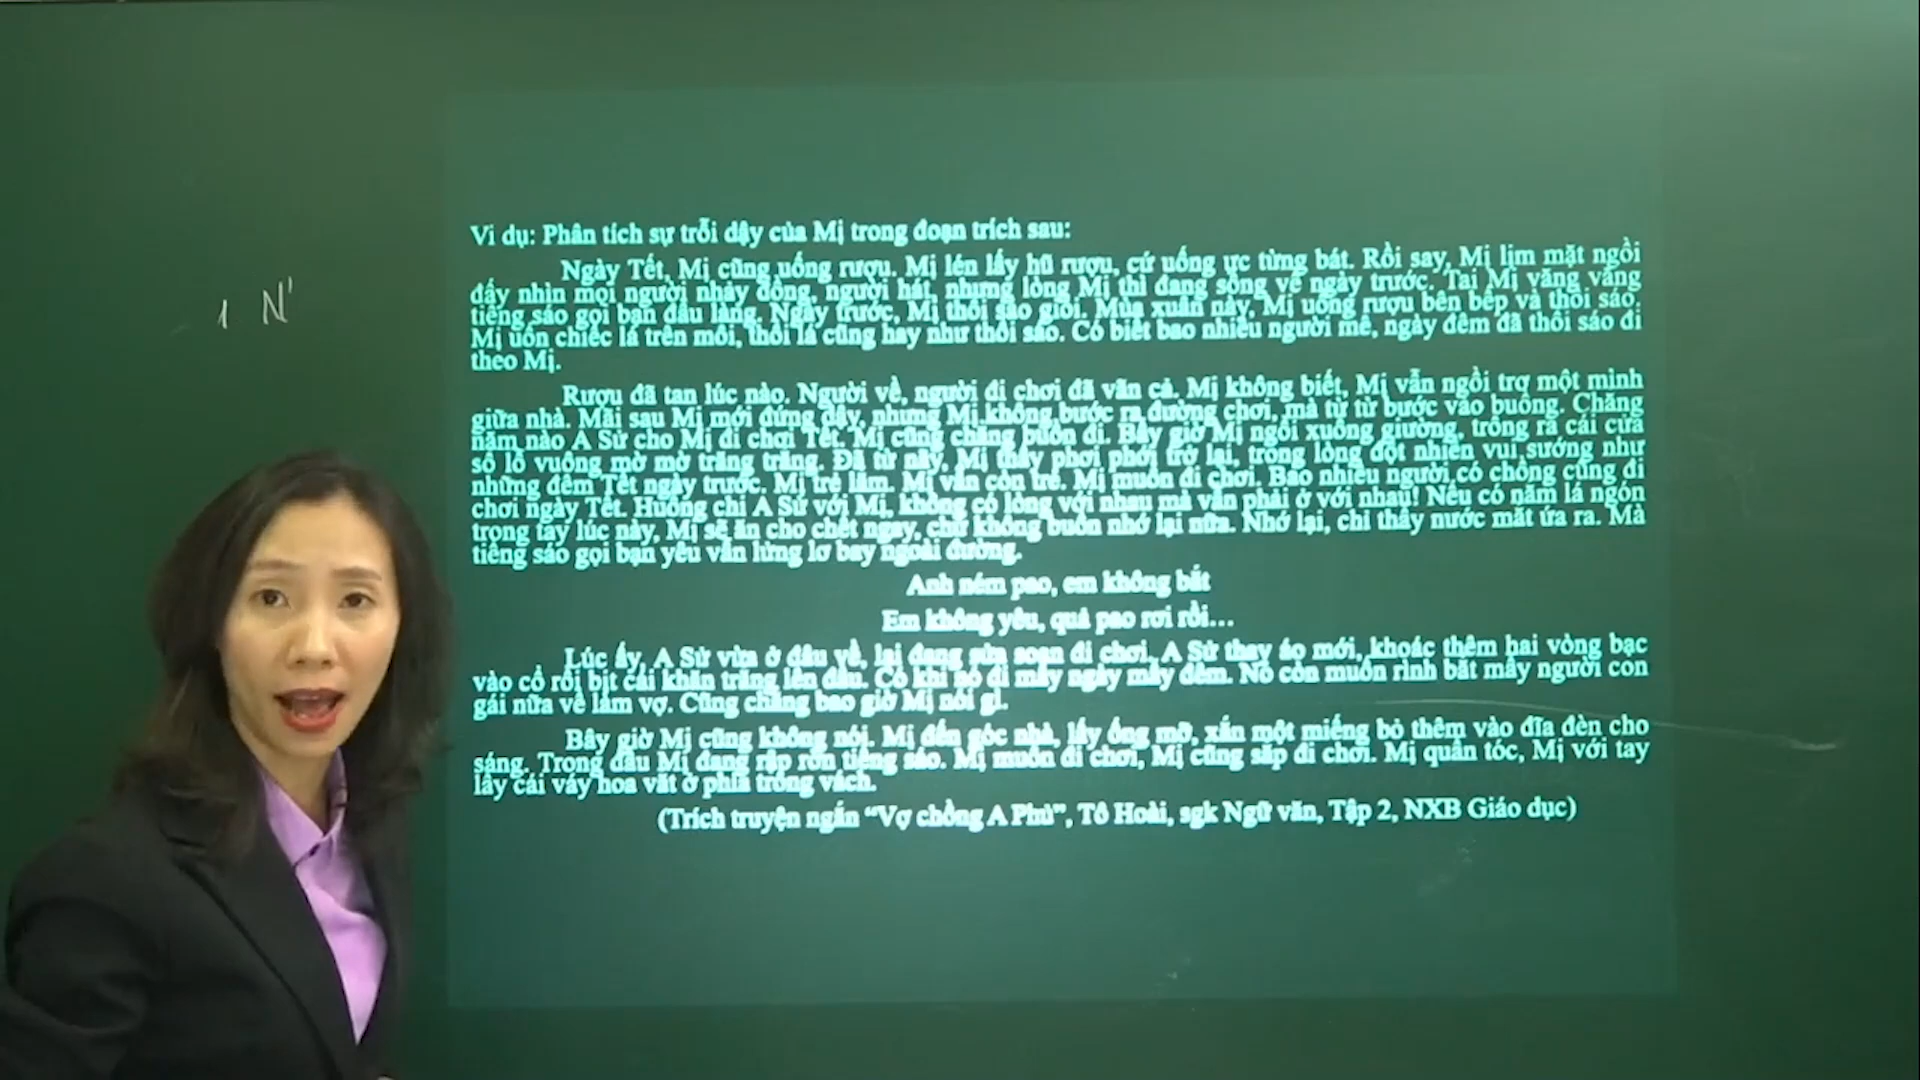 1 N'
Ví dụ: Phân tích sự trỗi dậy của Mị trong đoạn trích sau:
Ngày Tết, Mị cũng uống rượu. Mị lén lấy hũ rượu, cứ uống ực từng bát. Rồi say, Mị lịm mặt ngồi
đấy nhìn mọi người nhảy đồng, người hát, nhưng lòng Mị thì đang sống về ngày trước. Tai Mị văng vẳng
tiếng sáo gọi bạn đầu làng. Ngày trước, Mị thổi sáo giỏi. Mùa xuân này, Mị uống rượu bên bếp và thổi sáo.
Mị uốn chiếc lá trên môi, thổi lá cũng hay như thổi sáo. Có biết bao nhiêu người mê, ngày đêm đã thổi sáo đi
theo Mị.
Rượu đã tan lúc nào. Người về, người đi chơi đã vãn cả. Mị không biết, Mị vẫn ngồi trơ một mình
giữa nhà. Mãi sau Mị mới đứng dậy, nhưng Mị không bước ra đường chơi, mà từ từ bước vào buồng. Chẳng
năm nào A Sử cho Mị đi chơi Tết. Mị cũng chẳng buồn đi. Bây giờ Mị ngồi xuống giường, trông ra cái cửa
sổ lỗ vuông mờ mờ trăng trắng. Đã từ nãy, Mị thấy phơi phới trở lại, trong lòng đột nhiên vui sướng như
những đêm Tết ngày trước. Mị trẻ lắm. Mị vẫn còn trẻ. Mị muốn đi chơi. Bao nhiêu người có chồng cũng đi
chơi ngày Tết. Huống chi A Sử với Mị, không có lòng với nhau mà vẫn phải ở với nhau! Nếu có nắm lá ngón
trong tay lúc này, Mị sẽ ăn cho chết ngay, chứ không buồn nhớ lại nữa. Nhớ lại, chỉ thấy nước mắt ứa ra. Mà
tiếng sáo gọi bạn yêu vẫn lửng lơ bay ngoài đường.
Anh ném pao, em không bắt
Em không yêu, quả pao rơi rồi...
Lúc ấy, A Sử vừa ở đâu về, lại đang sửa soạn đi chơi. A Sử thay áo mới, khoác thêm hai vòng bạc
vào cổ rồi bịt cái khăn trắng lên đầu. Có khi nó đi mấy ngày mấy đêm. Nó còn muốn rình bắt mấy người con
gái nữa về làm vợ. Cũng chẳng bao giờ Mị nói gì.
Bây giờ Mị cũng không nói. Mị đến góc nhà, lấy ống mỡ, xắn một miếng bỏ thêm vào đĩa đèn cho
sáng. Trong đầu Mị đang rập rờn tiếng sáo. Mị muốn đi chơi, Mị cũng sắp đi chơi. Mị quấn tóc, Mị với tay
lấy cái váy hoa vắt ở phía trong vách.
(Trích truyện ngắn “Vợ chồng A Phủ”, Tô Hoài, sgk Ngữ văn, Tập 2, NXB Giáo dục)